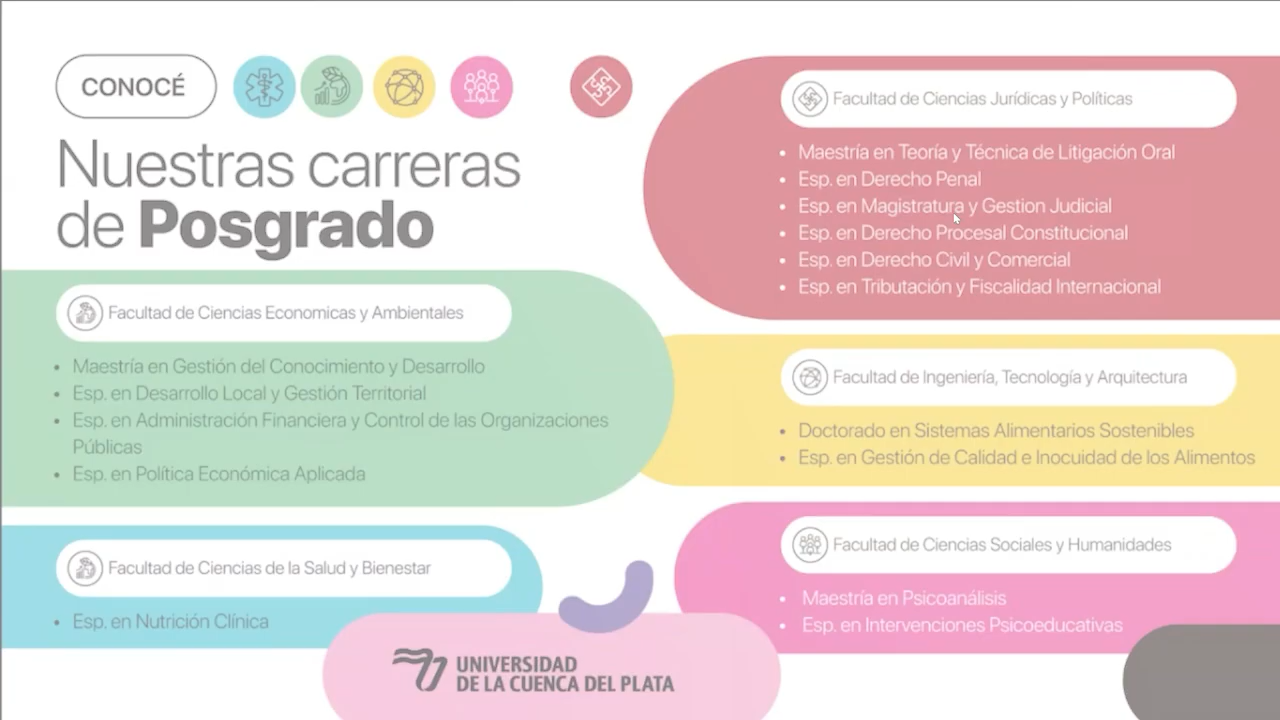 CONOCÉ
Nuestras carreras
de Posgrado
Facultad de Ciencias Economicas y Ambientales
• Maestría en Gestión del Conocimiento y Desarrollo
• Esp. en Desarrollo Local y Gestión Territorial
• Esp. en Administración Financiera y Control de las Organizaciones
Públicas
• Esp. en Política Económica Aplicada
Facultad de Ciencias de la Salud y Bienestar
• Esp. en Nutrición Clínica
Facultad de Ciencias Jurídicas y Políticas
• Maestría en Teoría y Técnica de Litigación Oral
• Esp. en Derecho Penal
• Esp. en Magistratura y Gestion Judicial
• Esp. en Derecho Procesal Constitucional
• Esp. en Derecho Civil y Comercial
• Esp. en Tributación y Fiscalidad Internacional
Facultad de Ingeniería, Tecnología y Arquitectura
• Doctorado en Sistemas Alimentarios Sostenibles
• Esp. en Gestión de Calidad e Inocuidad de los Alimentos
Facultad de Ciencias Sociales y Humanidades
• Maestría en Psicoanálisis
• Esp. en Intervenciones Psicoeducativas
UNIVERSIDAD
DE LA CUENCA DEL PLATA